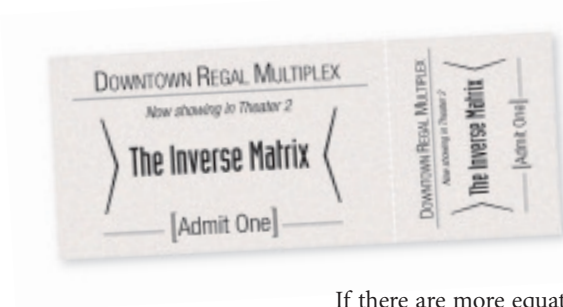 DOWNTOWN REGAL MULTIPLEX
Now showing in Theater 2
The Inverse Matrix
[Admit One]
DOWNTOWN REGAL MULTIPLEX
Now showing in Theater 2
The Inverse Matrix
[Admit One]
If there are more equat